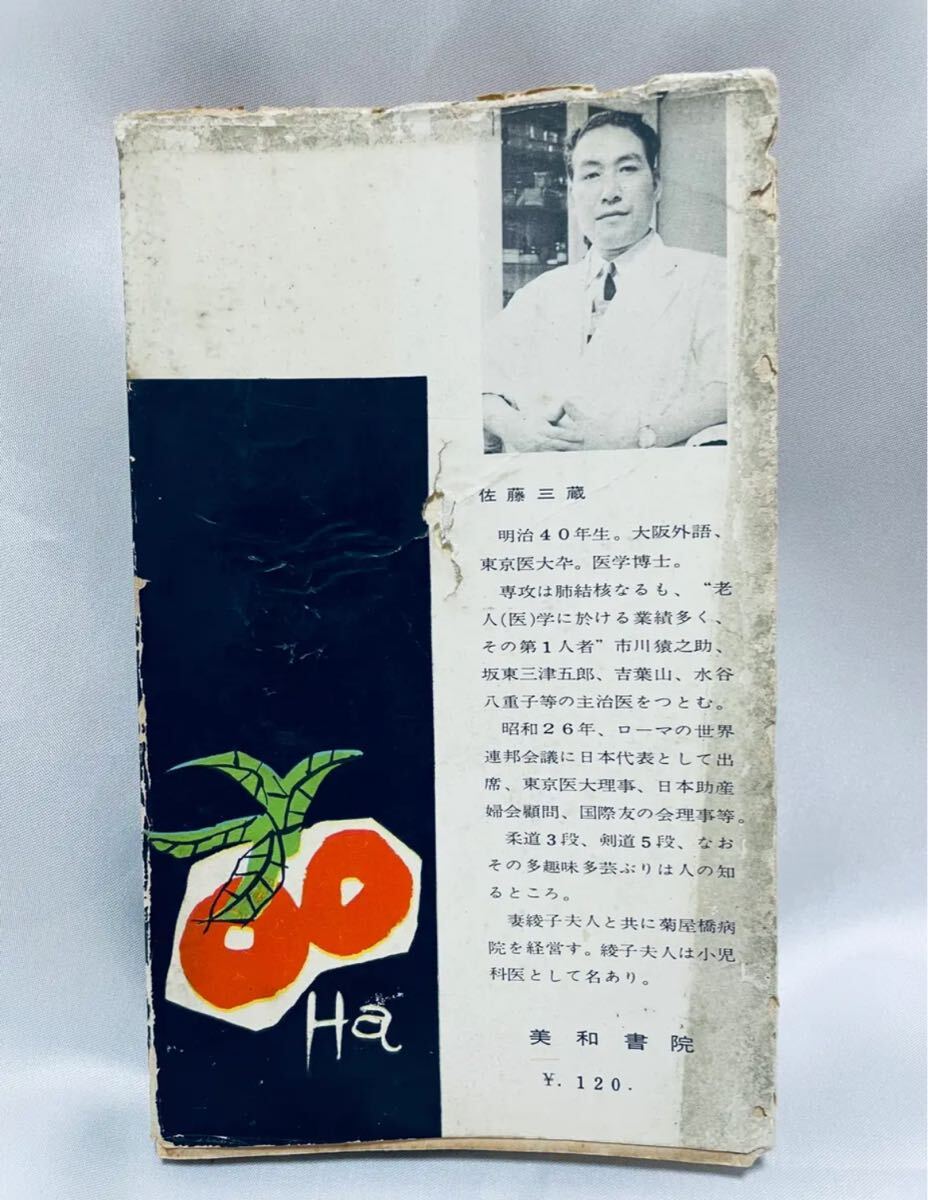 佐藤三蔵
明治40年生。大阪外語、
東京医大卆。医学博士。
専攻は肺結核なるも、“老
人(医)学に於ける業績多く、
その第1人者”市川猿之助、
坂東三津五郎、吉葉山、水谷
八重子等の主治医をつとむ。
昭和26年、ローマの世界
連邦会議に日本代表として出
席、東京医大理事、日本助産
婦会顧問、国際友の会理事等。
柔道3段、剣道5段、なお
その多趣味多芸ぶりは人の知
るところ。
妻綾子夫人と共に菊屋橋病
院を経営す。綾子夫人は小児
科医として名あり。
美和書院
¥.120.
Ha